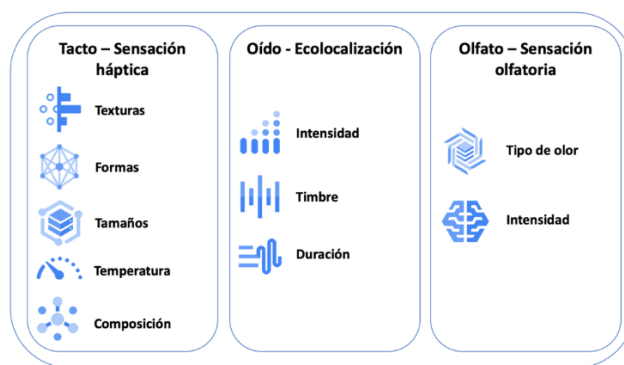 Tacto – Sensación
háptica
Texturas
Formas
Tamaños
Temperatura
Composición
Oído - Ecolocalización
Intensidad
Timbre
Duración
Olfato – Sensación
olfatoria
Tipo de olor
Intensidad